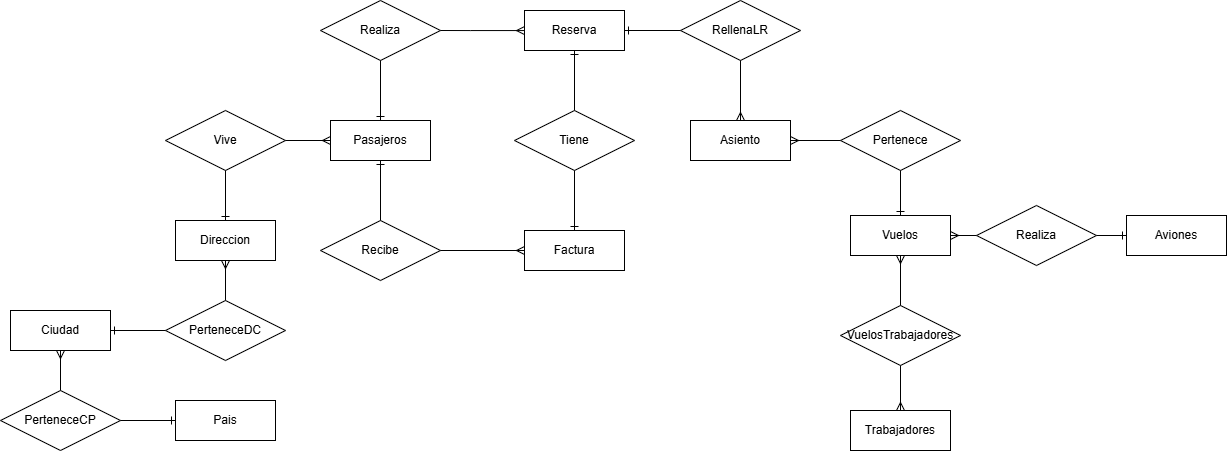 Realiza
Reserva
RellenaLR
Vive
Pasajeros
Tiene
Asiento
Pertenece
Direccion
Recibe
Factura
Vuelos
Realiza
Aviones
Ciudad
PerteneceDC
VuelosTrabajadores
PerteneceCP
Pais
Trabajadores